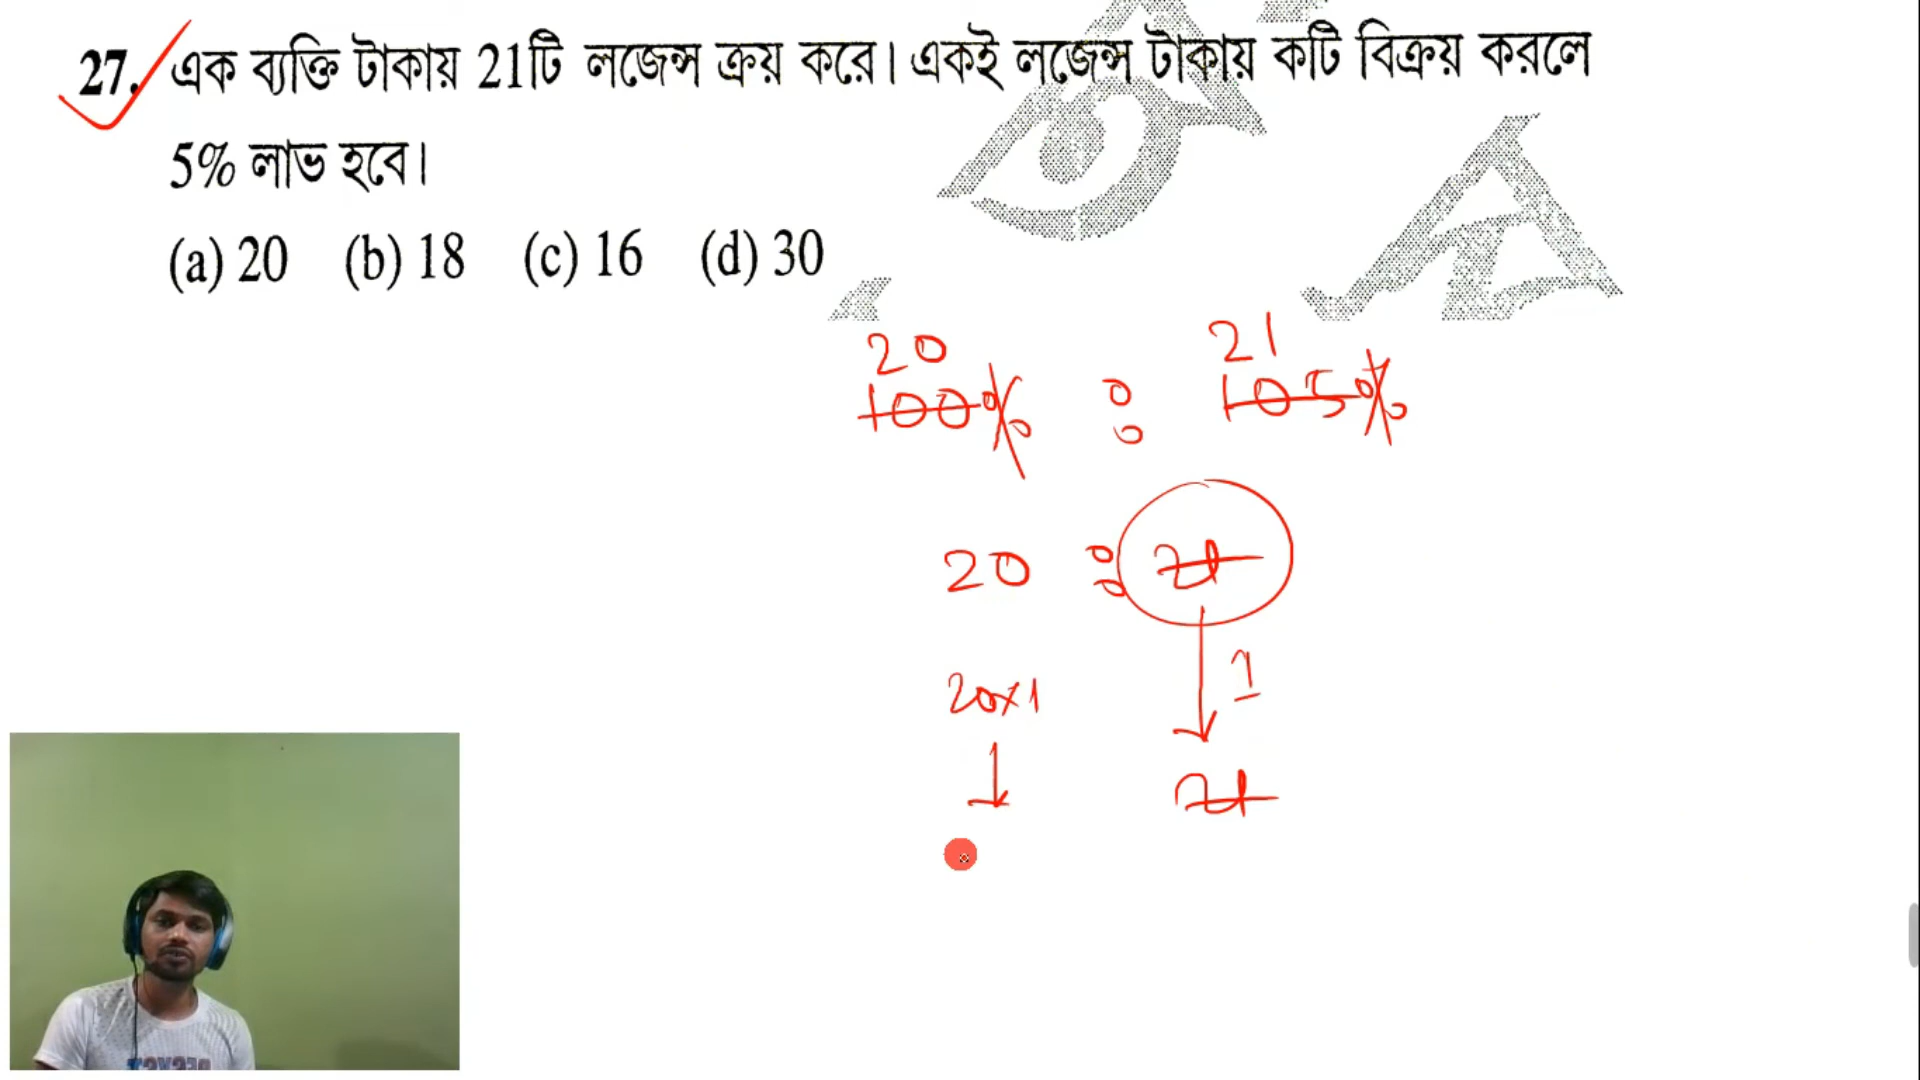 27. এক ব্যক্তি টাকায় 21টি লজেন্স ক্রয় করে। একই লজেন্স টাকায় কটি বিক্রয় করলে
5% লাভ হবে।
(a) 20 (b) 18 (c) 16 (d) 30
20 21
100% : 105%
20 : 21
20×1 1
21